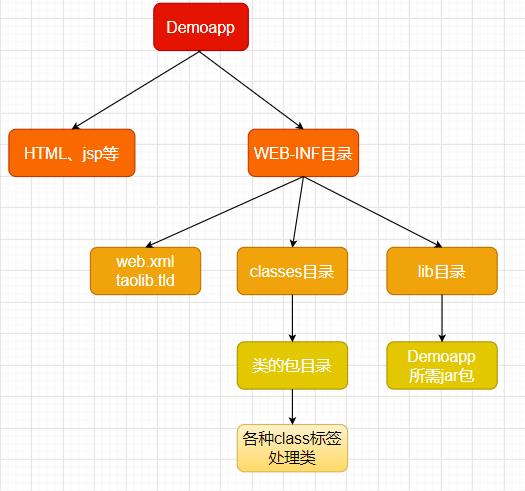 Demoapp
HTML、jsp等
WEB-INF目录
web.xml
taolib.tld
classes目录
lib目录
类的包目录
Demoapp
所需jar包
各种class标签
处理类